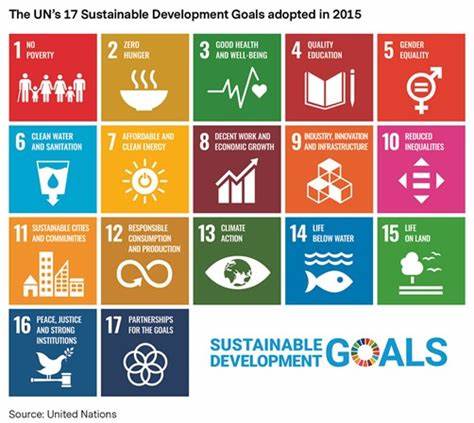 The UN's 17 Sustainable Development Goals adopted in 2015
1 NO
POVERTY
2 ZERO
HUNGER
3 GOOD HEALTH
AND WELL-BEING
4 QUALITY
EDUCATION
5 GENDER
EQUALITY
6 CLEAN WATER
AND SANITATION
7 AFFORDABLE AND
CLEAN ENERGY
8 DECENT WORK AND
ECONOMIC GROWTH
9 INDUSTRY, INNOVATION
AND INFRASTRUCTURE
10 REDUCED
INEQUALITIES
11 SUSTAINABLE CITIES
AND COMMUNITIES
12 RESPONSIBLE
CONSUMPTION
AND PRODUCTION
13 CLIMATE
ACTION
14 LIFE
BELOW WATER
15 LIFE
ON LAND
16 PEACE, JUSTICE
AND STRONG
INSTITUTIONS
17 PARTNERSHIPS
FOR THE GOALS
SUSTAINABLE
DEVELOPMENT GOALS
Source: United Nations